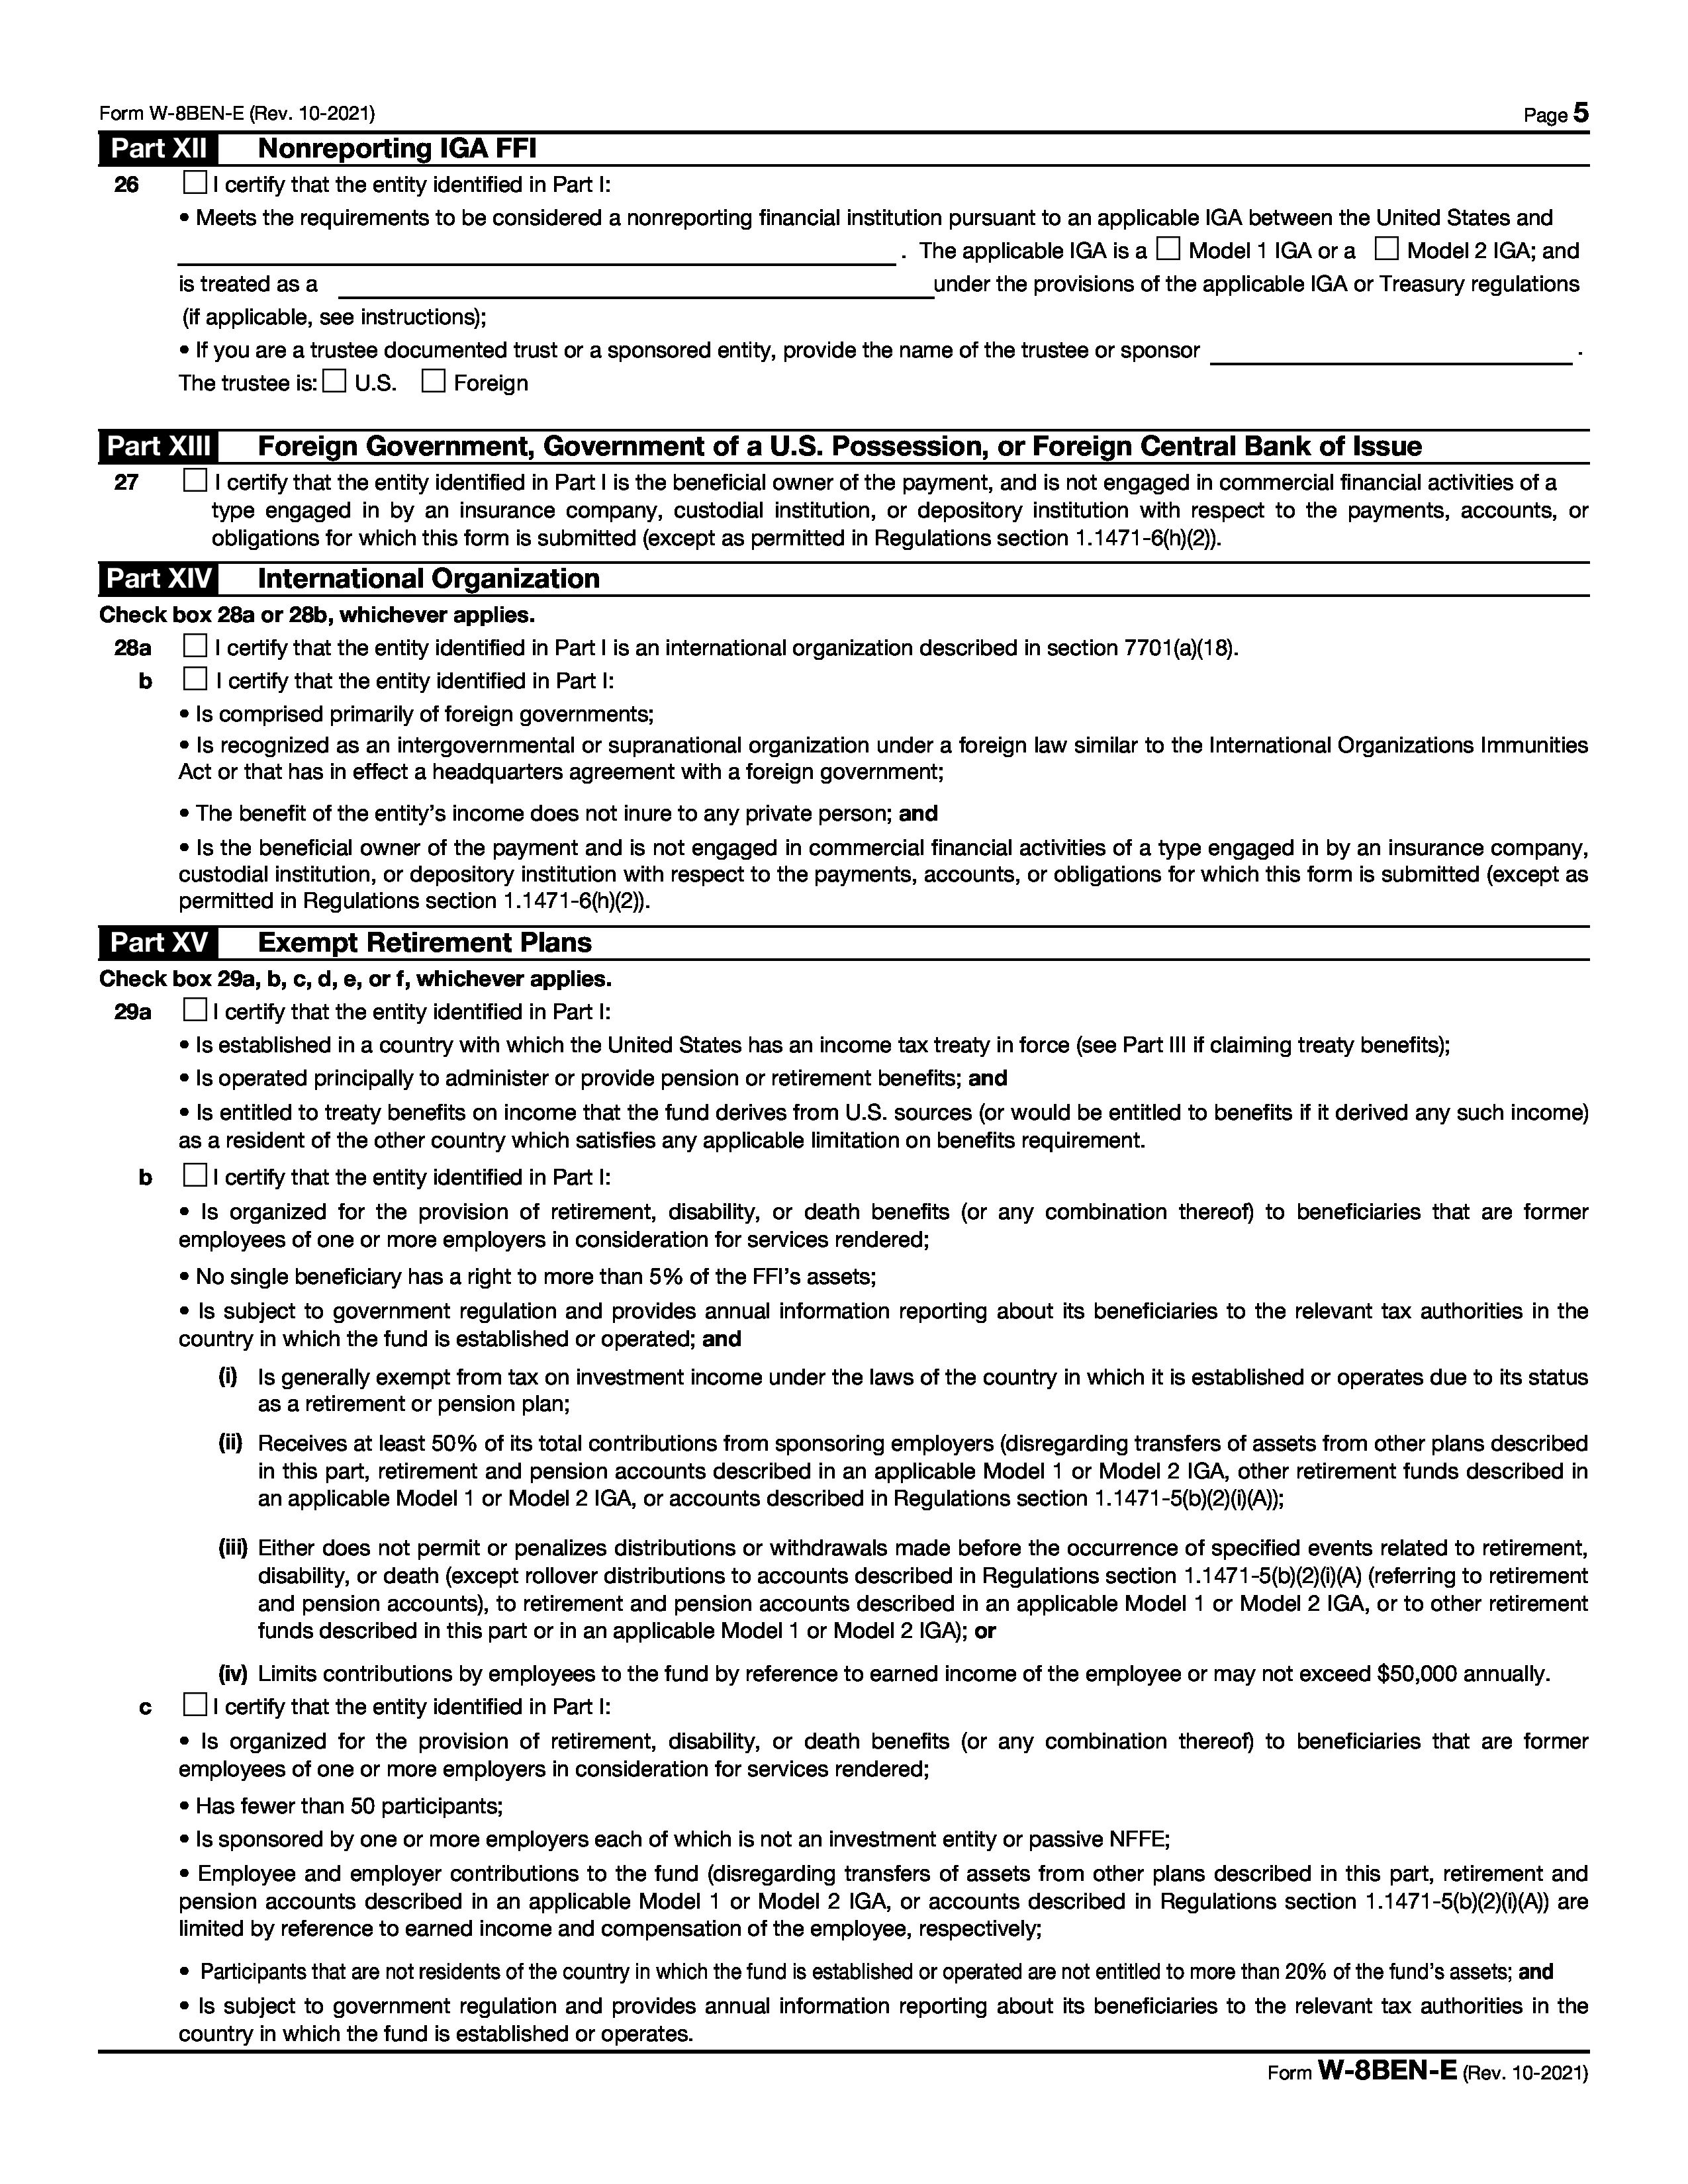 Form W-8BEN-E (Rev. 10-2021) Page 5
Part XII Nonreporting IGA FFI
26 I certify that the entity identified in Part I:
• Meets the requirements to be considered a nonreporting financial institution pursuant to an applicable IGA between the United States and
. The applicable IGA is a Model 1 IGA or a Model 2 IGA; and
is treated as a under the provisions of the applicable IGA or Treasury regulations
(if applicable, see instructions);
• If you are a trustee documented trust or a sponsored entity, provide the name of the trustee or sponsor .
The trustee is: U.S. Foreign
Part XIII Foreign Government, Government of a U.S. Possession, or Foreign Central Bank of Issue
27 I certify that the entity identified in Part I is the beneficial owner of the payment, and is not engaged in commercial financial activities of a
type engaged in by an insurance company, custodial institution, or depository institution with respect to the payments, accounts, or
obligations for which this form is submitted (except as permitted in Regulations section 1.1471-6(h)(2)).
Part XIV International Organization
Check box 28a or 28b, whichever applies.
28a I certify that the entity identified in Part I is an international organization described in section 7701(a)(18).
b I certify that the entity identified in Part I:
• Is comprised primarily of foreign governments;
• Is recognized as an intergovernmental or supranational organization under a foreign law similar to the International Organizations Immunities
Act or that has in effect a headquarters agreement with a foreign government;
• The benefit of the entity's income does not inure to any private person; and
• Is the beneficial owner of the payment and is not engaged in commercial financial activities of a type engaged in by an insurance company,
custodial institution, or depository institution with respect to the payments, accounts, or obligations for which this form is submitted (except as
permitted in Regulations section 1.1471-6(h)(2)).
Part XV Exempt Retirement Plans
Check box 29a, b, c, d, e, or f, whichever applies.
29a I certify that the entity identified in Part I:
• Is established in a country with which the United States has an income tax treaty in force (see Part III if claiming treaty benefits);
• Is operated principally to administer or provide pension or retirement benefits; and
• Is entitled to treaty benefits on income that the fund derives from U.S. sources (or would be entitled to benefits if it derived any such income)
as a resident of the other country which satisfies any applicable limitation on benefits requirement.
b I certify that the entity identified in Part I:
• Is organized for the provision of retirement, disability, or death benefits (or any combination thereof) to beneficiaries that are former
employees of one or more employers in consideration for services rendered;
• No single beneficiary has a right to more than 5% of the FFI's assets;
• Is subject to government regulation and provides annual information reporting about its beneficiaries to the relevant tax authorities in the
country in which the fund is established or operated; and
(i) Is generally exempt from tax on investment income under the laws of the country in which it is established or operates due to its status
as a retirement or pension plan;
(ii) Receives at least 50% of its total contributions from sponsoring employers (disregarding transfers of assets from other plans described
in this part, retirement and pension accounts described in an applicable Model 1 or Model 2 IGA, other retirement funds described in
an applicable Model 1 or Model 2 IGA, or accounts described in Regulations section 1.1471-5(b)(2)(i)(A));
(iii) Either does not permit or penalizes distributions or withdrawals made before the occurrence of specified events related to retirement,
disability, or death (except rollover distributions to accounts described in Regulations section 1.1471-5(b)(2)(i)(A) (referring to retirement
and pension accounts), to retirement and pension accounts described in an applicable Model 1 or Model 2 IGA, or to other retirement
funds described in this part or in an applicable Model 1 or Model 2 IGA); or
(iv) Limits contributions by employees to the fund by reference to earned income of the employee or may not exceed $50,000 annually.
c I certify that the entity identified in Part I:
• Is organized for the provision of retirement, disability, or death benefits (or any combination thereof) to beneficiaries that are former
employees of one or more employers in consideration for services rendered;
• Has fewer than 50 participants;
• Is sponsored by one or more employers each of which is not an investment entity or passive NFFE;
• Employee and employer contributions to the fund (disregarding transfers of assets from other plans described in this part, retirement and
pension accounts described in an applicable Model 1 or Model 2 IGA, or accounts described in Regulations section 1.1471-5(b)(2)(i)(A)) are
limited by reference to earned income and compensation of the employee, respectively;
• Participants that are not residents of the country in which the fund is established or operated are not entitled to more than 20% of the fund's assets; and
• Is subject to government regulation and provides annual information reporting about its beneficiaries to the relevant tax authorities in the
country in which the fund is established or operates.
Form W-8BEN-E (Rev. 10-2021)